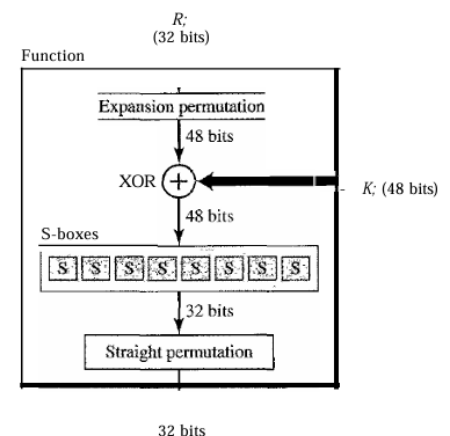 R;
(32 bits)
Function
Expansion permutation
48 bits
XOR +
K; (48 bits)
48 bits
S-boxes
S S S S S S S S
32 bits
Straight permutation
32 bits